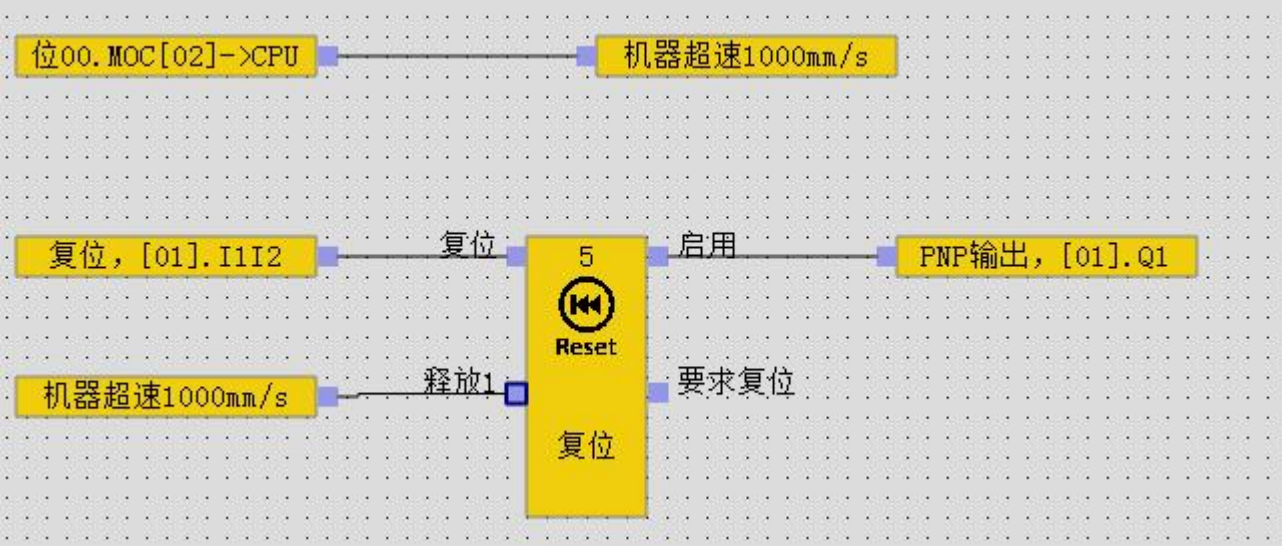 位00.MOC[02]->CPU 机器超速1000mm/s
复位, [01].I1I2 复位 5 启用 PNP输出, [01].Q1
Reset
机器超速1000mm/s 释放1 要求复位
复位